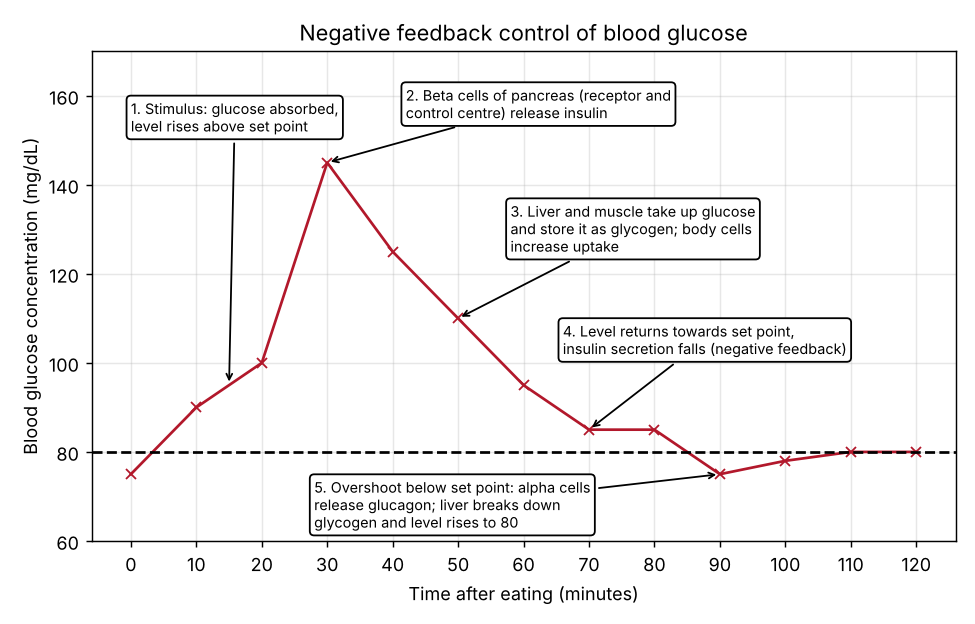 Negative feedback control of blood glucose
1. Stimulus: glucose absorbed,
level rises above set point
2. Beta cells of pancreas (receptor and
control centre) release insulin
3. Liver and muscle take up glucose
and store it as glycogen; body cells
increase uptake
4. Level returns towards set point,
insulin secretion falls (negative feedback)
5. Overshoot below set point: alpha cells
release glucagon; liver breaks down
glycogen and level rises to 80
Blood glucose concentration (mg/dL)
160
140
120
100
80
60
0 10 20 30 40 50 60 70 80 90 100 110 120
Time after eating (minutes)